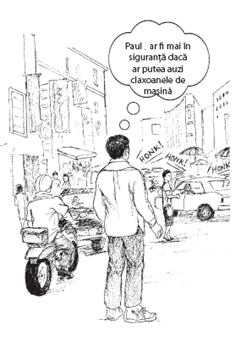 Paul . ar fi mai în
siguranță dacă
ar putea auzi
claxoanele de
mașină
HONK!
HONK!
HONK!